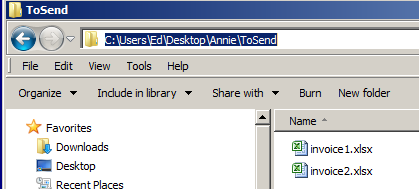 ToSend
C:\Users\Ed\Desktop\Annie\ToSend
File Edit View Tools Help
Organize Include in library Share with Burn New folder
Favorites
Downloads
Desktop
Recent Places
Name
invoice1.xlsx
invoice2.xlsx